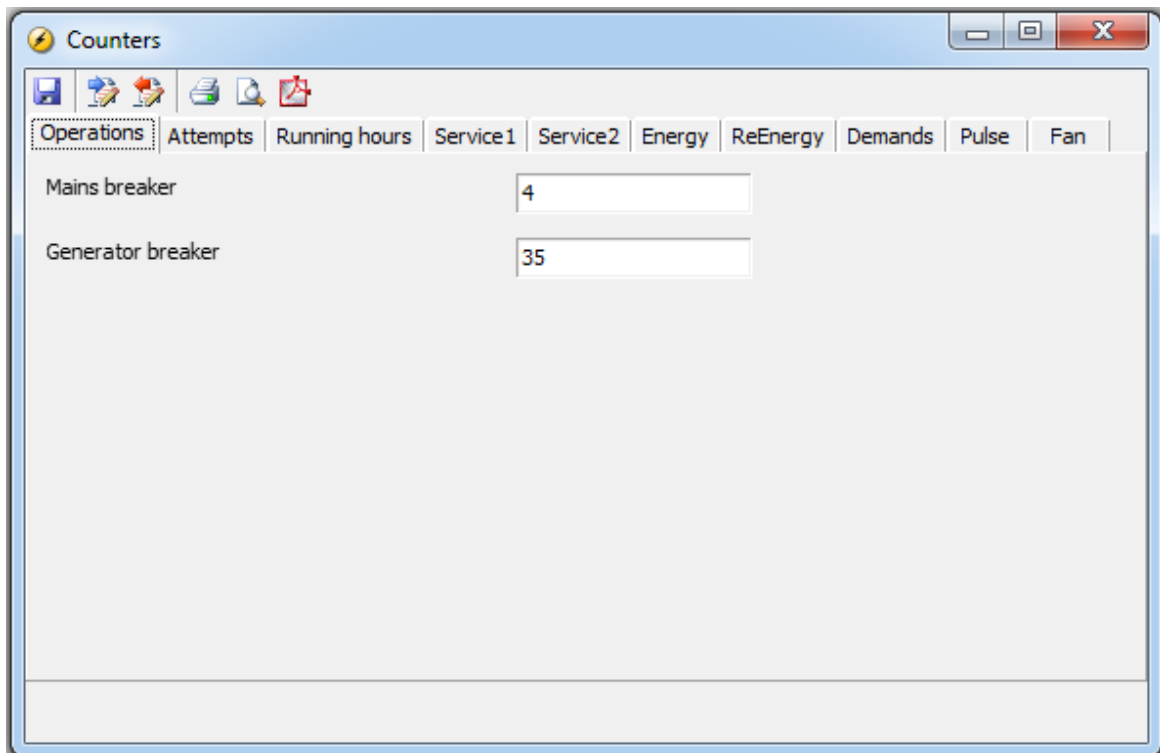 Counters
Operations Attempts Running hours Service1 Service2 Energy ReEnergy Demands Pulse Fan
Mains breaker 4
Generator breaker 35